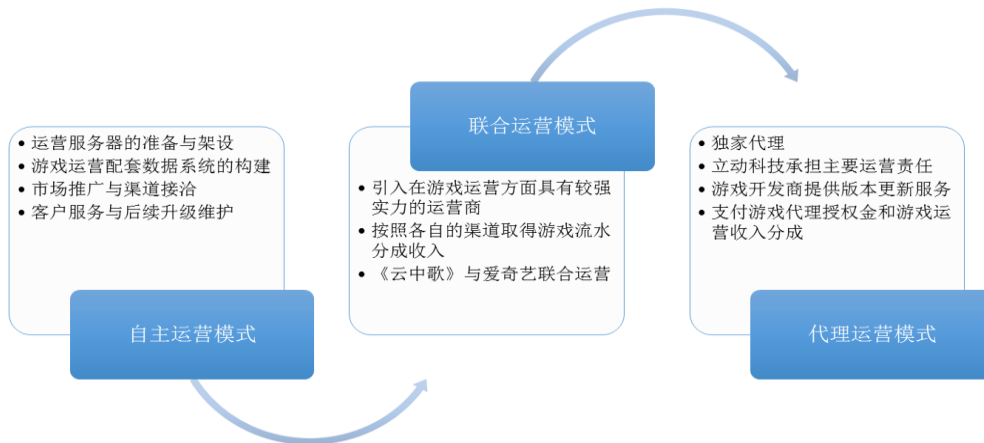 • 运营服务器的准备与架设
• 游戏运营配套数据系统的构建
• 市场推广与渠道接洽
• 客户服务与后续升级维护
自主运营模式
联合运营模式
• 引入在游戏运营方面具有较强
实力的运营商
• 按照各自的渠道取得游戏流水
分成收入
• 《云中歌》与爱奇艺联合运营
• 独家代理
• 立动科技承担主要运营责任
• 游戏开发商提供版本更新服务
• 支付游戏代理授权金和游戏运
营收入分成
代理运营模式